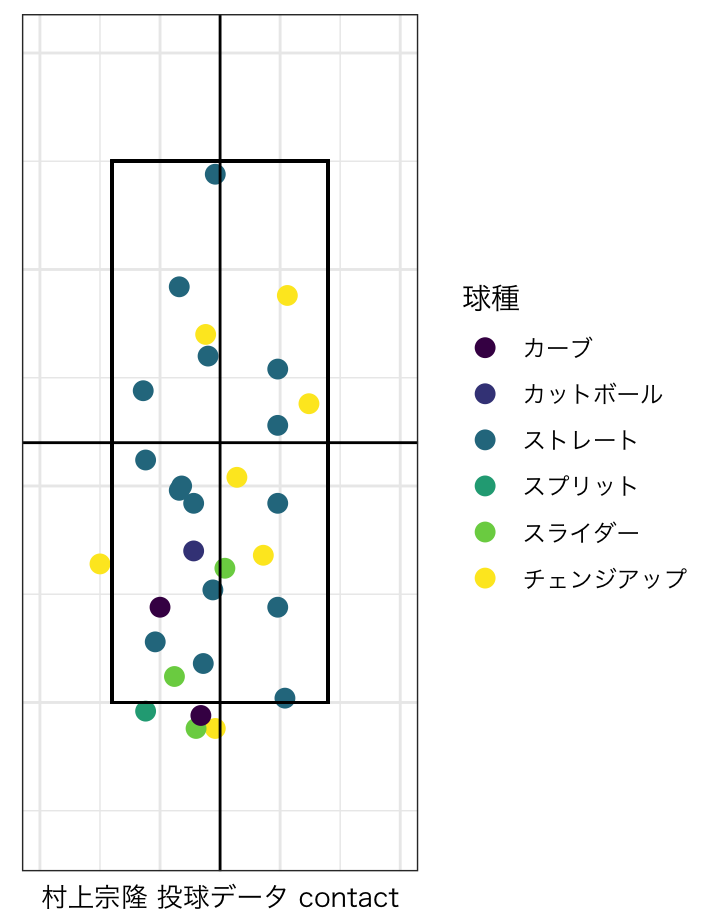 球種
カーブ
カットボール
ストレート
スプリット
スライダー
チェンジアップ
村上宗隆 投球データ contact